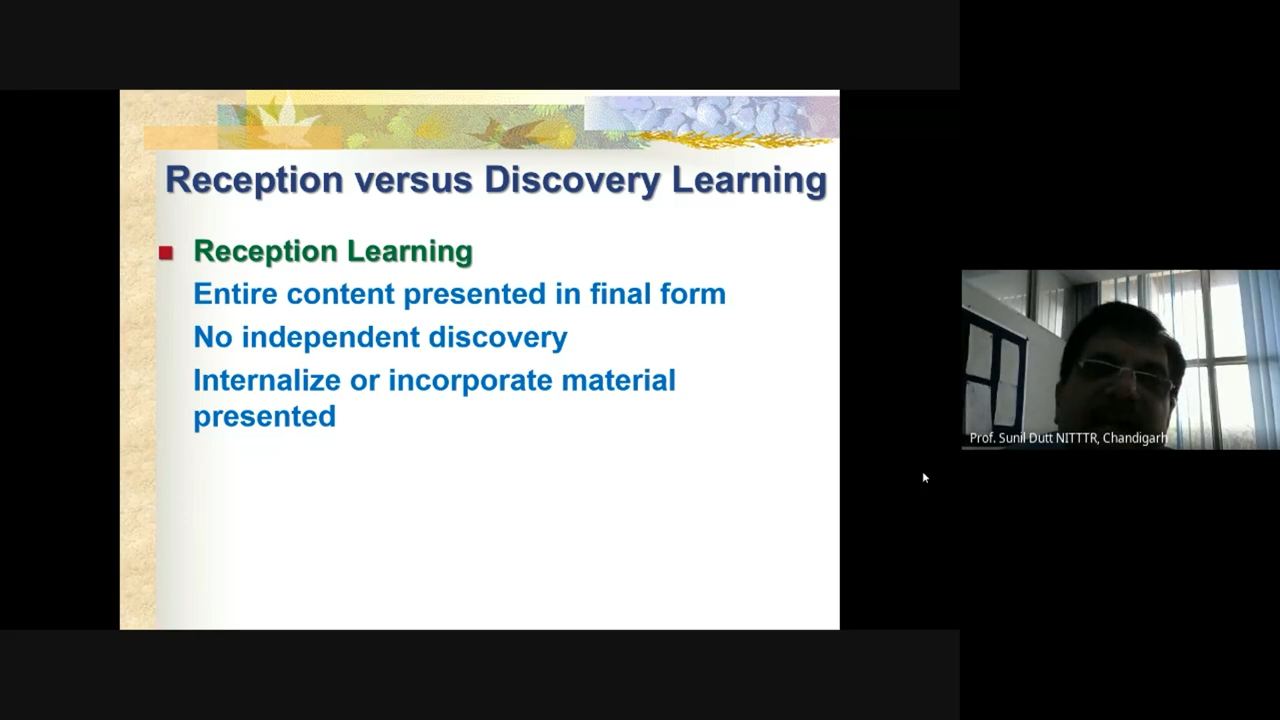 Reception versus Discovery Learning
Reception Learning
Entire content presented in final form
No independent discovery
Internalize or incorporate material
presented
Prof. Sunil Dutt NITTTR, Chandigarh